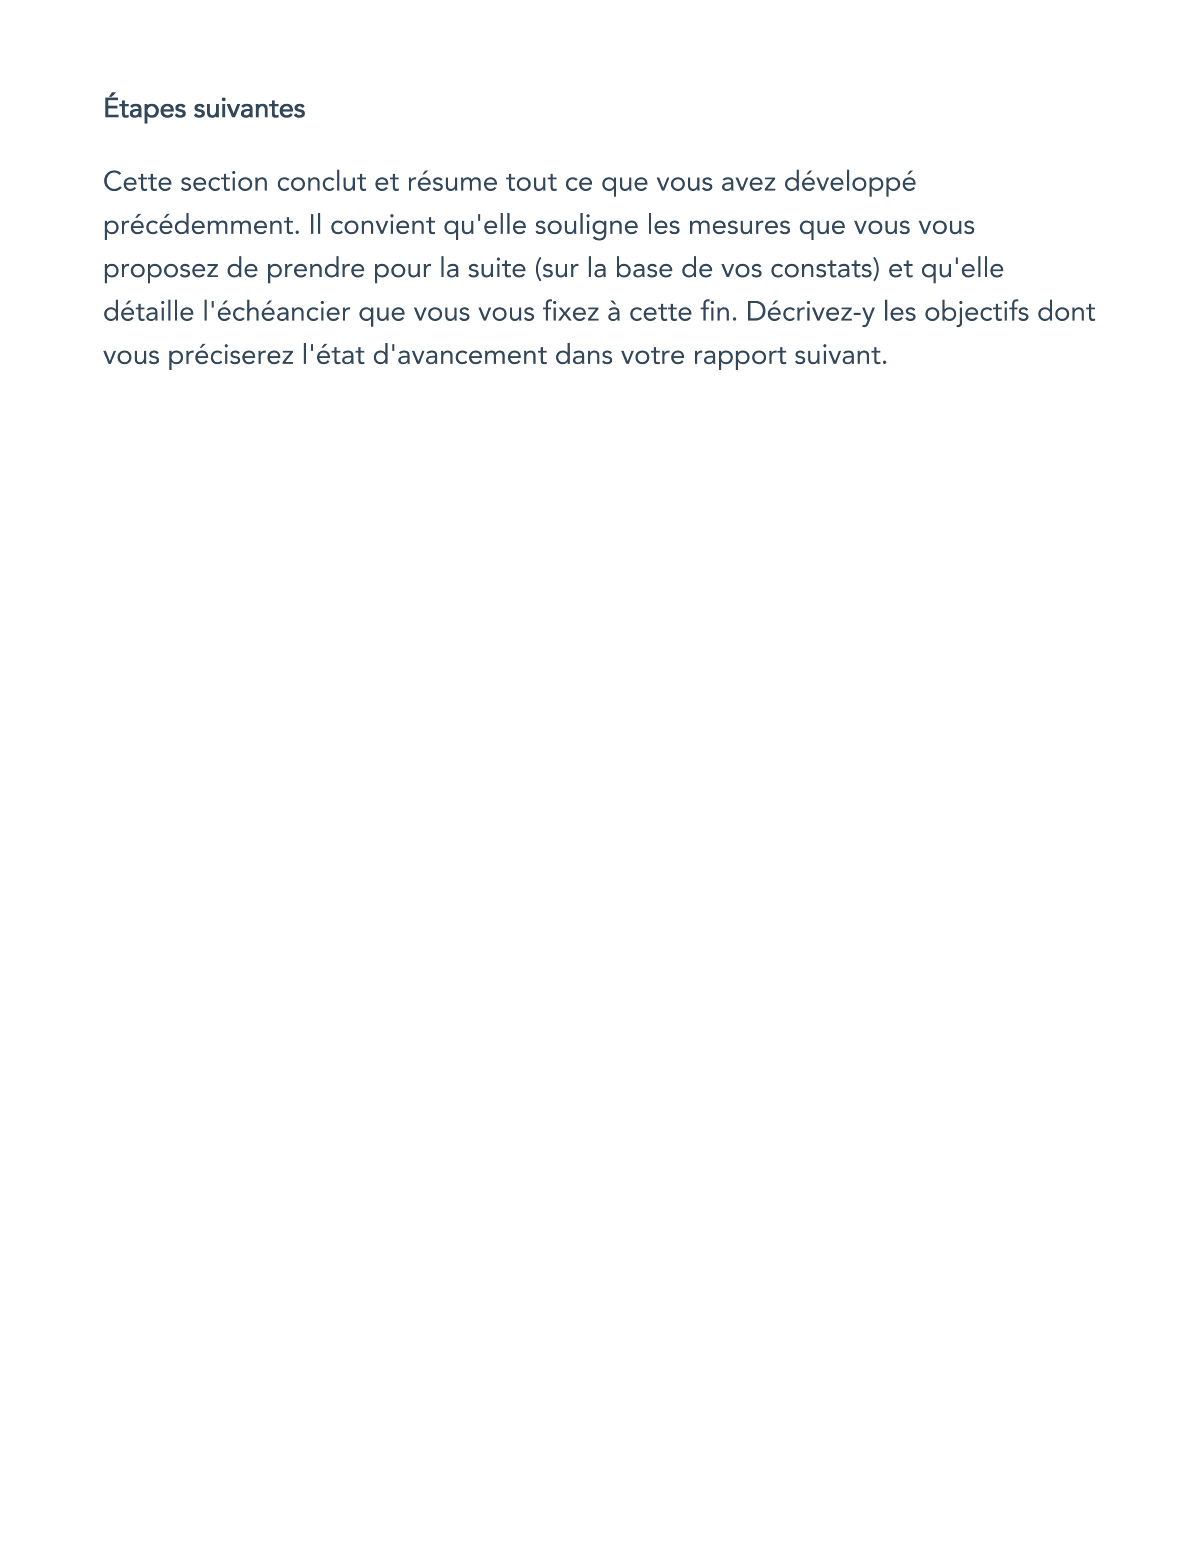 Étapes suivantes
Cette section conclut et résume tout ce que vous avez développé
précédemment. Il convient qu'elle souligne les mesures que vous vous
proposez de prendre pour la suite (sur la base de vos constats) et qu'elle
détaille l'échéancier que vous vous fixez à cette fin. Décrivez-y les objectifs dont
vous préciserez l'état d'avancement dans votre rapport suivant.